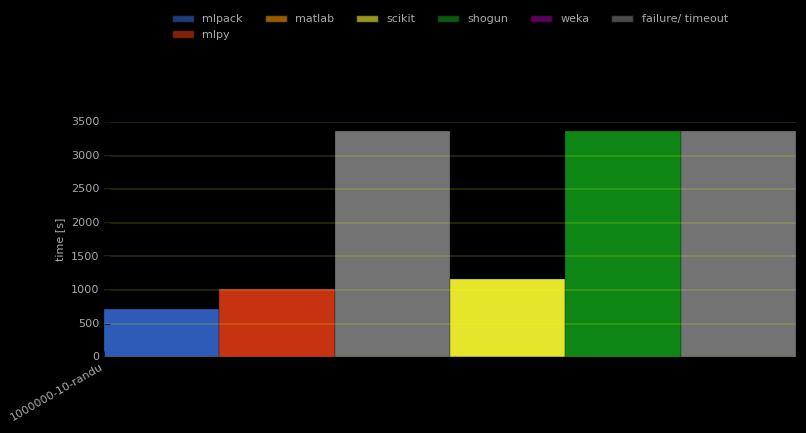 mlpack matlab scikit shogun weka failure/ timeout
mlpy
3500
3000
2500
2000
1500
1000
500
0
time [s]
1000000-10-randu